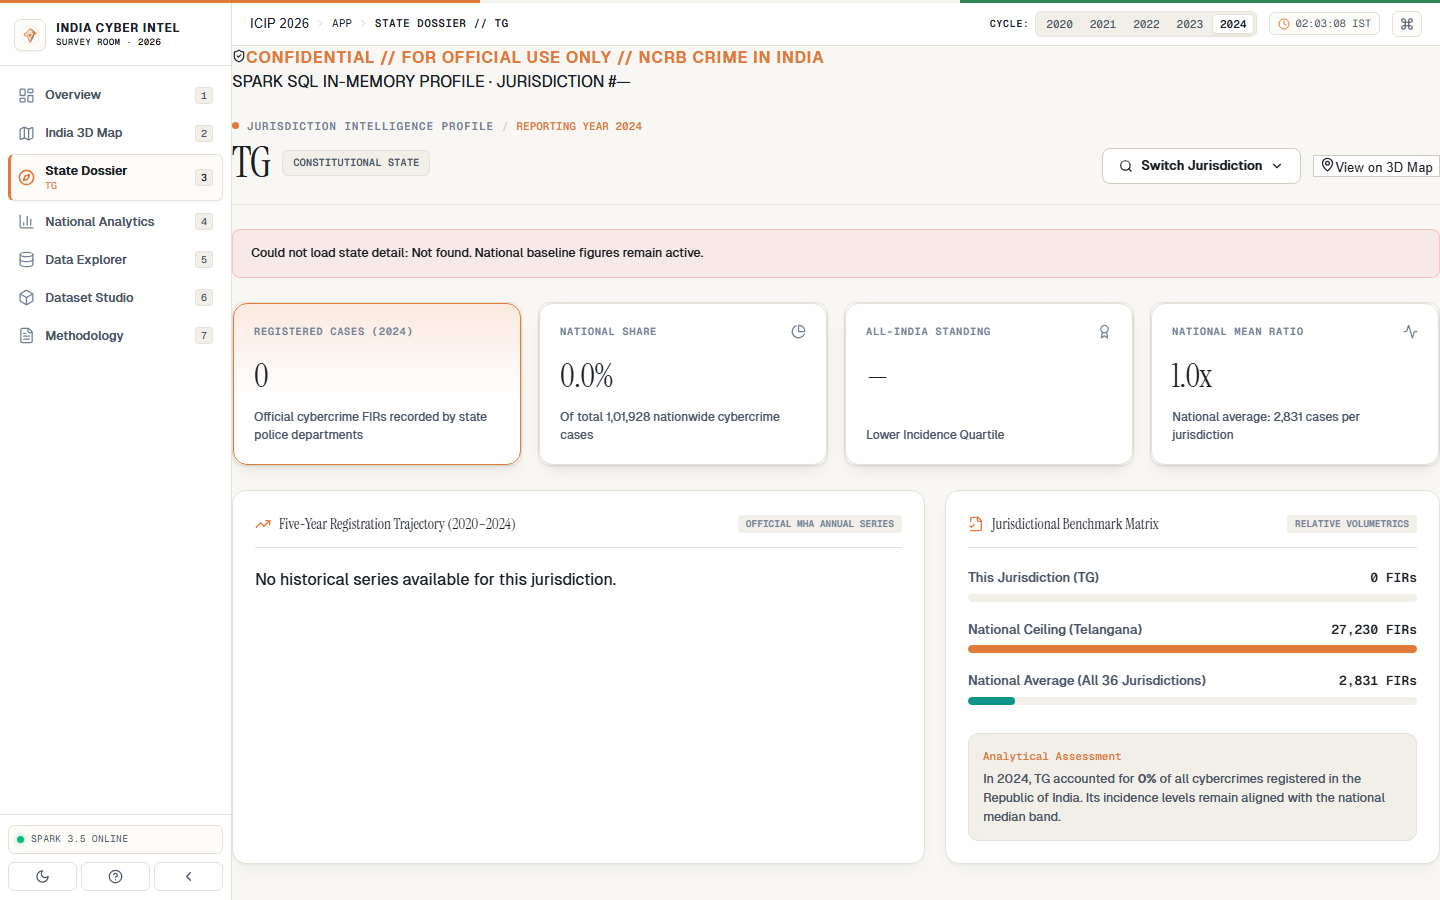 INDIA CYBER INTEL
SURVEY ROOM · 2026
Overview 1
India 3D Map 2
State Dossier 3
TG
National Analytics 4
Data Explorer 5
Dataset Studio 6
Methodology 7
SPARK 3.5 ONLINE
ICIP 2026 APP STATE DOSSIER // TG
CYCLE: 2020 2021 2022 2023 2024 02:03:08 IST ⌘
CONFIDENTIAL // FOR OFFICIAL USE ONLY // NCRB CRIME IN INDIA
SPARK SQL IN-MEMORY PROFILE · JURISDICTION #—
JURISDICTION INTELLIGENCE PROFILE / REPORTING YEAR 2024
TG CONSTITUTIONAL STATE
Switch Jurisdiction
View on 3D Map
Could not load state detail: Not found. National baseline figures remain active.
REGISTERED CASES (2024)
0
Official cybercrime FIRs recorded by state
police departments
NATIONAL SHARE
0.0%
Of total 1,01,928 nationwide cybercrime
cases
ALL-INDIA STANDING
—
Lower Incidence Quartile
NATIONAL MEAN RATIO
1.0x
National average: 2,831 cases per
jurisdiction
Five-Year Registration Trajectory (2020–2024)
OFFICIAL MHA ANNUAL SERIES
No historical series available for this jurisdiction.
Jurisdictional Benchmark Matrix
RELATIVE VOLUMETRICS
This Jurisdiction (TG) 0 FIRs
National Ceiling (Telangana) 27,230 FIRs
National Average (All 36 Jurisdictions) 2,831 FIRs
Analytical Assessment
In 2024, TG accounted for 0% of all cybercrimes registered in the
Republic of India. Its incidence levels remain aligned with the national
median band.